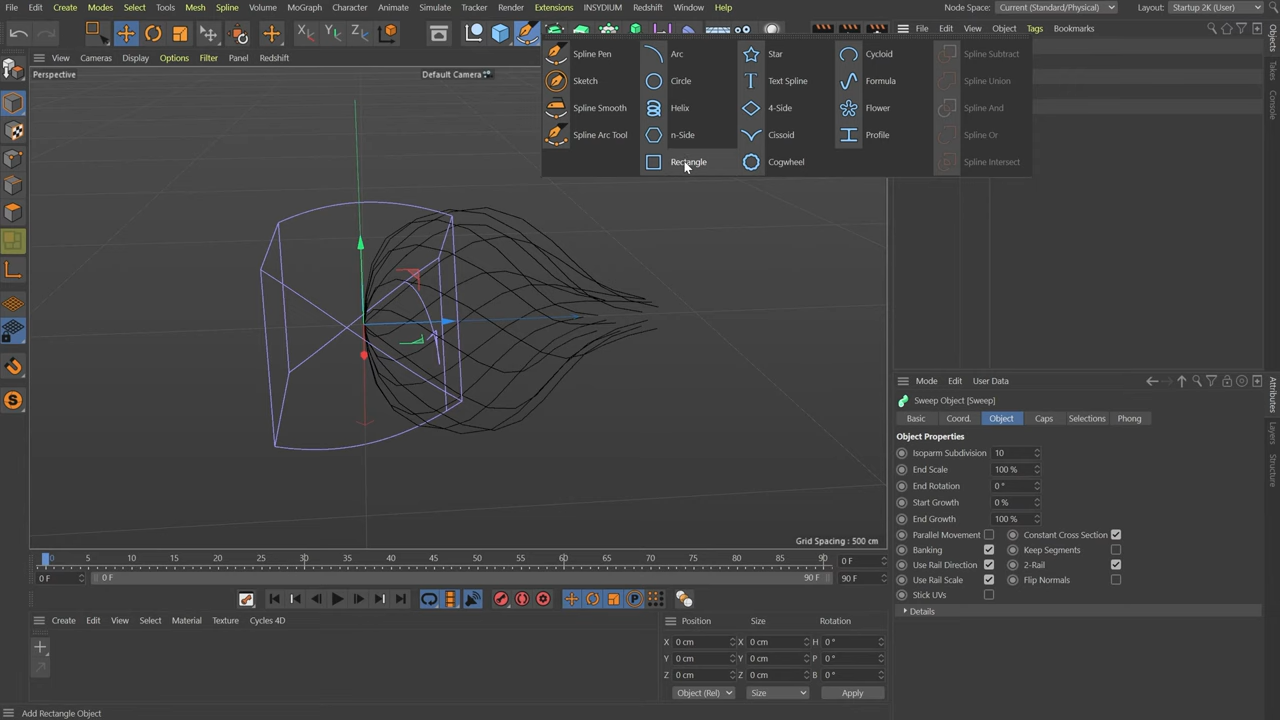 File Edit Create Modes Select Tools Mesh Spline Volume MoGraph Character Animate Simulate Tracker Render Extensions INSYDIUM Redshift Window Help Node Space: Current (Standard/Physical) Layout: Startup 2K (User)
X Y Z
File Edit View Object Tags Bookmarks
View Cameras Display Options Filter Panel Redshift
Perspective Default Camera
Spline Pen Arc Star Cycloid Spline Subtract
Sketch Circle Text Spline Formula Spline Union
Spline Smooth Helix 4-Side Flower Spline And
Spline Arc Tool n-Side Cissoid Profile Spline Or
Rectangle Cogwheel Spline Intersect
Objects
Takes
Console
Mode Edit User Data
Sweep Object [Sweep]
Basic Coord. Object Caps Selections Phong
Object Properties
Isoparm Subdivision 10
End Scale 100 %
End Rotation 0 °
Start Growth 0 %
End Growth 100 %
Parallel Movement Constant Cross Section
Banking Keep Segments
Use Rail Direction 2-Rail
Use Rail Scale Flip Normals
Stick UVs
Details
Attributes
Layers
Structure
Grid Spacing : 500 cm
0 5 10 15 20 25 30 35 40 45 50 55 60 65 70 75 80 85 90 0 F
0 F 0 F 90 F 90 F
Create Edit View Select Material Texture Cycles 4D
Position Size Rotation
X 0 cm X 0 cm H 0 °
Y 0 cm Y 0 cm P 0 °
Z 0 cm Z 0 cm B 0 °
Object (Rel) Size Apply
Add Rectangle Object